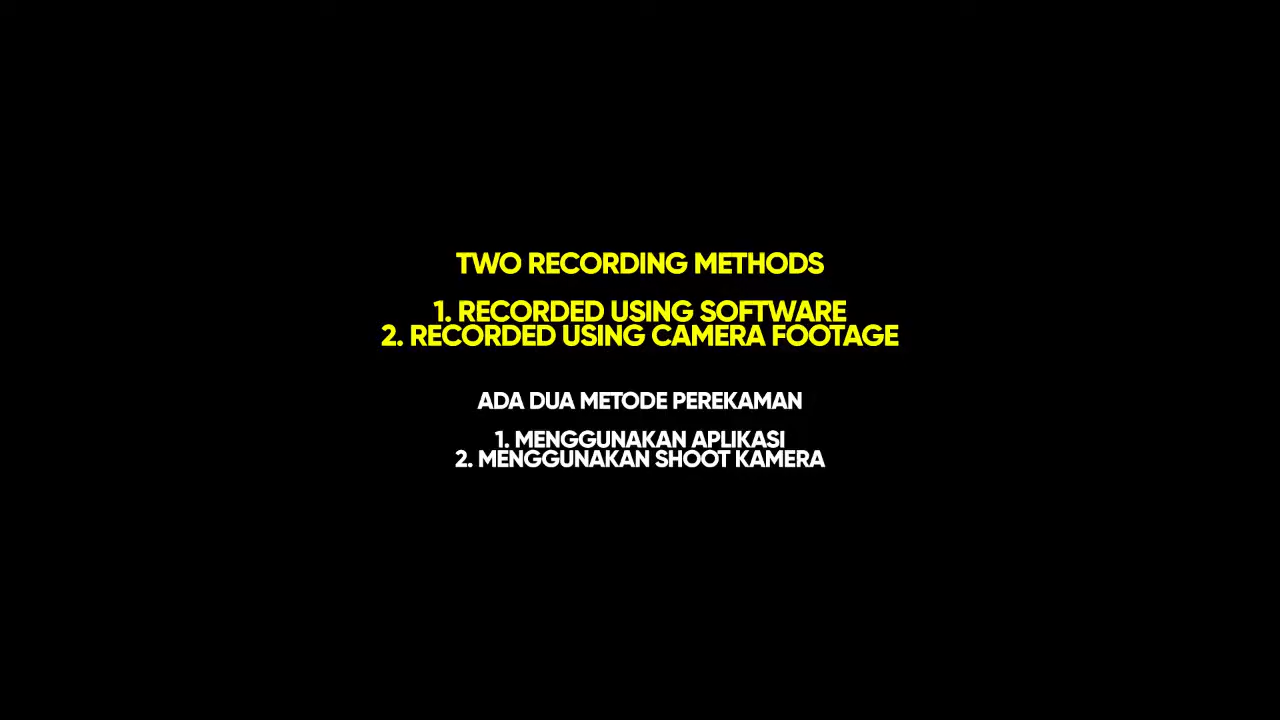 TWO RECORDING METHODS
1. RECORDED USING SOFTWARE
2. RECORDED USING CAMERA FOOTAGE
ADA DUA METODE PEREKAMAN
1. MENGGUNAKAN APLIKASI
2. MENGGUNAKAN SHOOT KAMERA